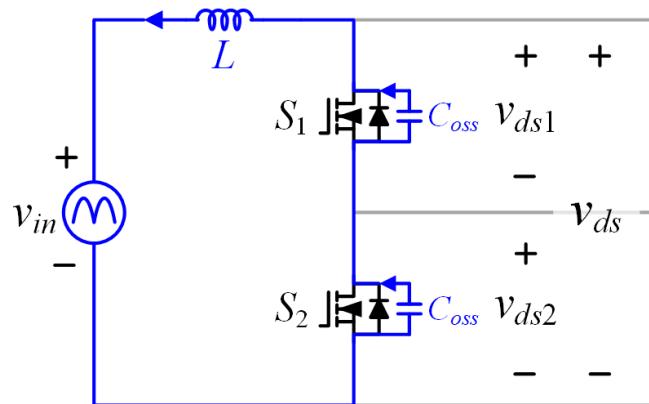 L
+ +
S1 Coss vds1
+ −
vin vds
− +
S2 Coss vds2
− −